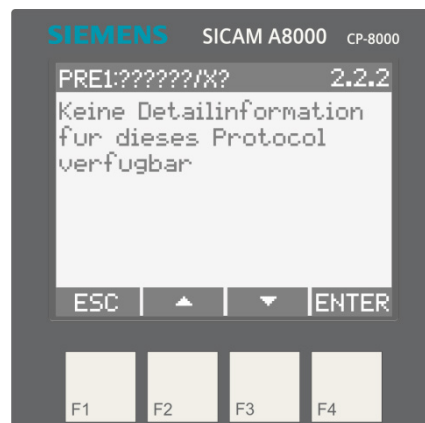 SIEMENS SICAM A8000 CP-8000
PRE1:??????/X? 2.2.2
Keine Detailinformation
fur dieses Protocol
verfugbar
ESC ▲ ▼ ENTER
F1 F2 F3 F4